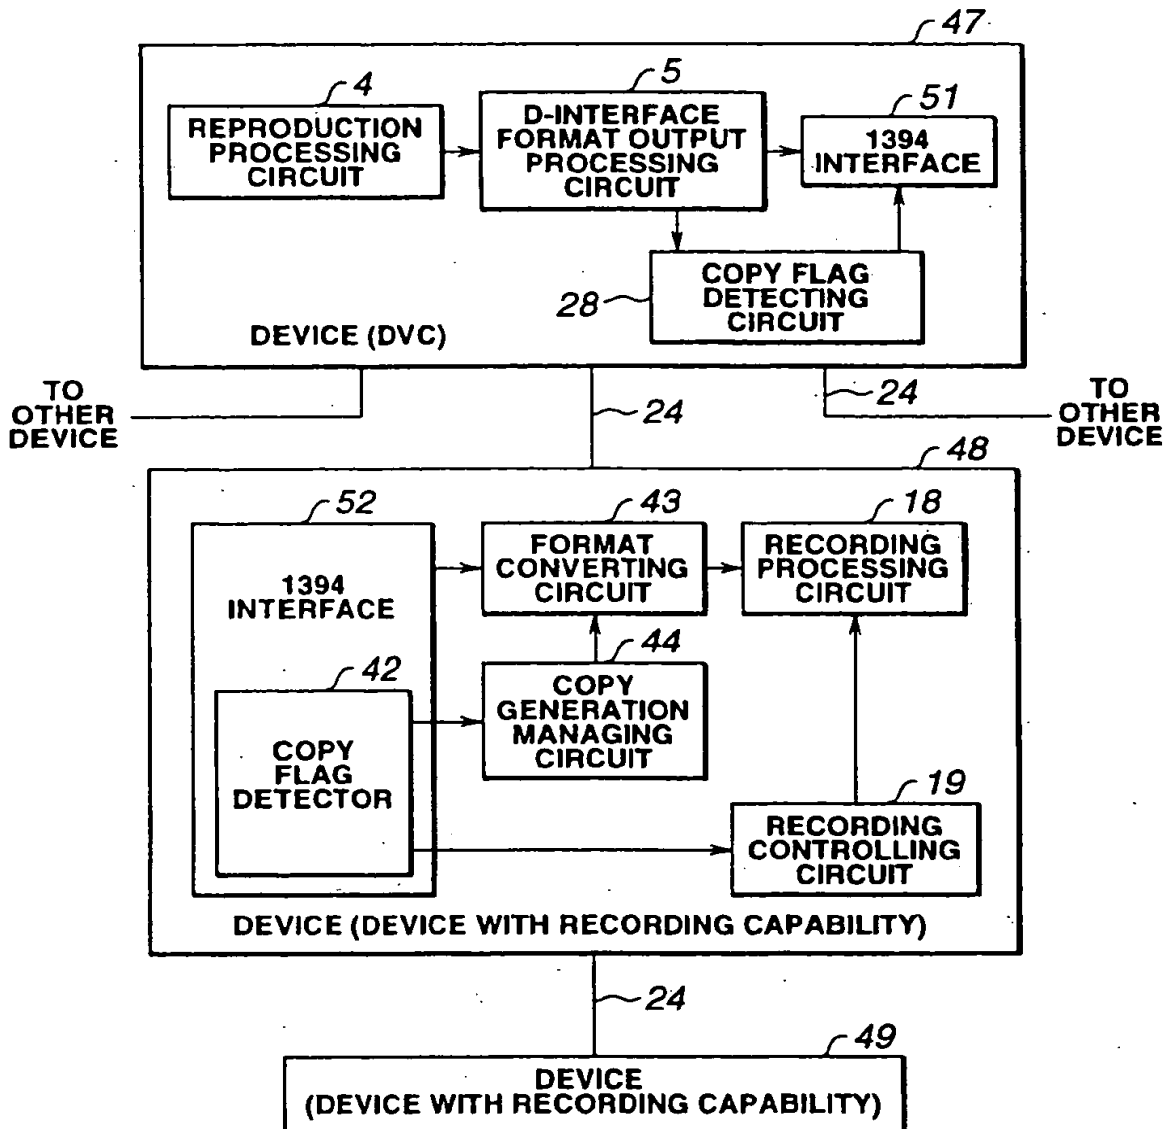 47
4
REPRODUCTION
PROCESSING
CIRCUIT
5
D-INTERFACE
FORMAT OUTPUT
PROCESSING
CIRCUIT
51
1394
INTERFACE
28
COPY FLAG
DETECTING
CIRCUIT
DEVICE (DVC)
TO
OTHER
DEVICE
24
24
TO
OTHER
DEVICE
48
52
1394
INTERFACE
43
FORMAT
CONVERTING
CIRCUIT
18
RECORDING
PROCESSING
CIRCUIT
42
COPY
FLAG
DETECTOR
44
COPY
GENERATION
MANAGING
CIRCUIT
19
RECORDING
CONTROLLING
CIRCUIT
DEVICE (DEVICE WITH RECORDING CAPABILITY)
24
49
DEVICE
(DEVICE WITH RECORDING CAPABILITY)